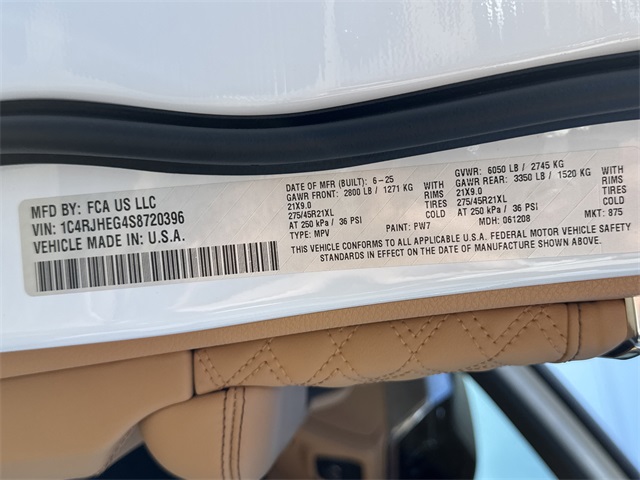 MFD BY: FCA US LLC
VIN: 1C4RJHEG4S8720396
VEHICLE MADE IN U.S.A.
DATE OF MFR (BUILT): 6-25 GVWR: 6050 LB / 2745 KG
GAWR FRONT: 2800 LB / 1271 KG WITH GAWR REAR: 3350 LB / 1520 KG WITH
21X9.0 RIMS 21X9.0 RIMS
275/45R21XL TIRES 275/45R21XL TIRES
AT 250 kPa / 36 PSI COLD AT 250 kPa / 36 PSI COLD
TYPE: MPV PAINT: PW7 MDH: 061208 MKT: 875
THIS VEHICLE CONFORMS TO ALL APPLICABLE U.S.A. FEDERAL MOTOR VEHICLE SAFETY
STANDARDS IN EFFECT ON THE DATE OF MANUFACTURE SHOWN ABOVE.